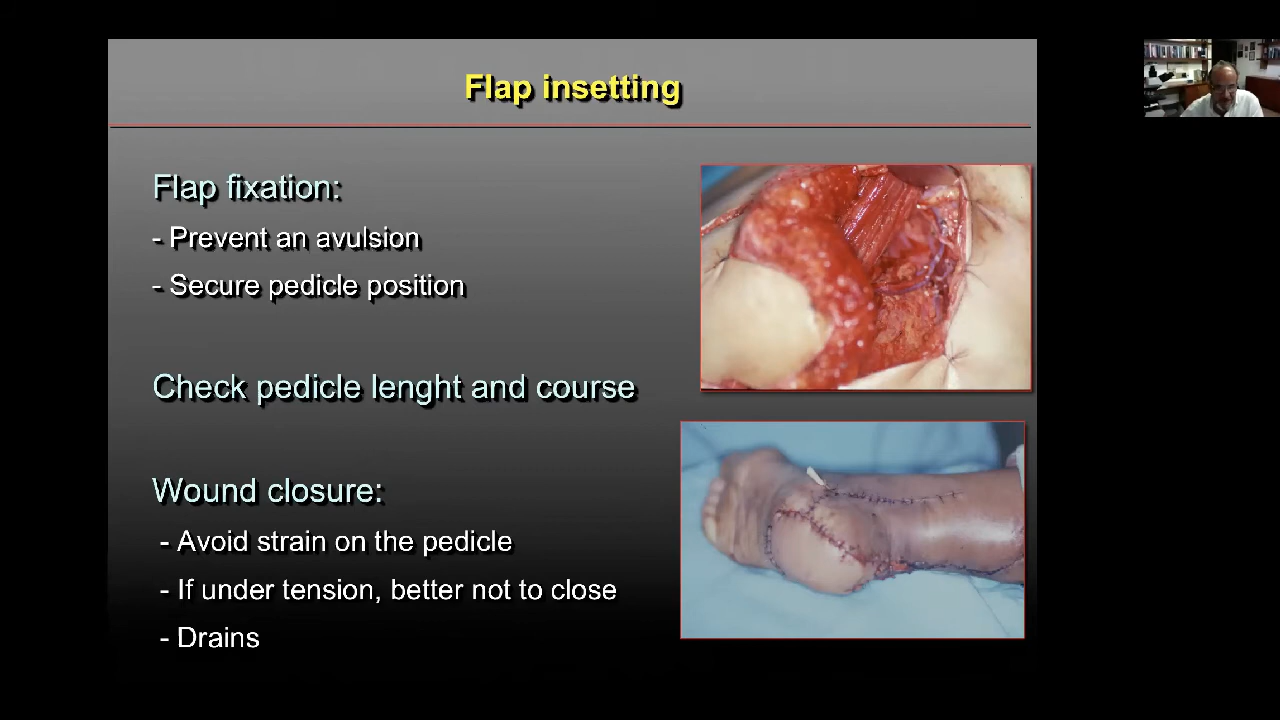 Flap insetting
Flap fixation:
- Prevent an avulsion
- Secure pedicle position
Check pedicle lenght and course
Wound closure:
- Avoid strain on the pedicle
- If under tension, better not to close
- Drains